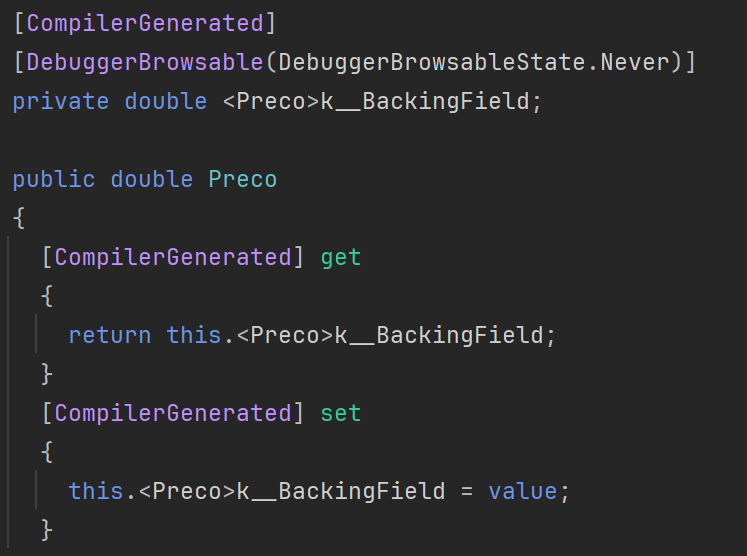 [CompilerGenerated]
[DebuggerBrowsable(DebuggerBrowsableState.Never)]
private double <Preco>k__BackingField;
public double Preco
{
[CompilerGenerated] get
{
return this.<Preco>k__BackingField;
}
[CompilerGenerated] set
{
this.<Preco>k__BackingField = value;
}